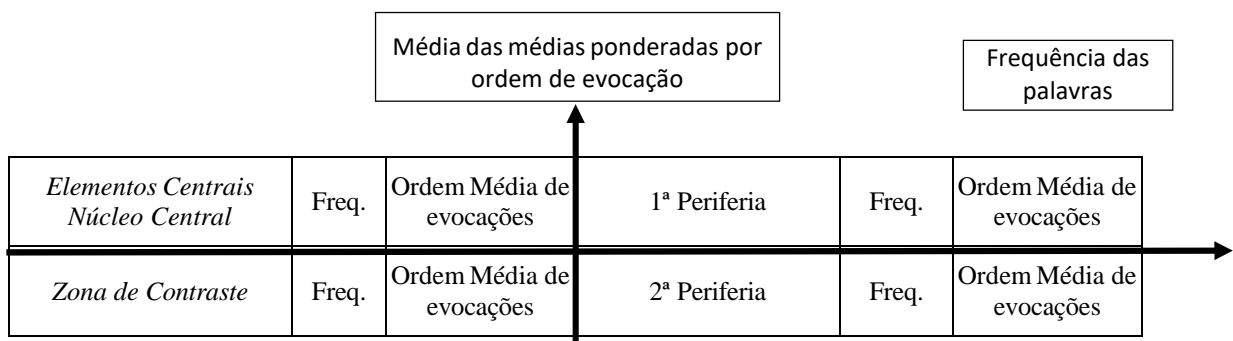 Média das médias ponderadas por
ordem de evocação
Frequência das
palavras
Elementos Centrais
Núcleo Central
Freq.
Ordem Média de
evocações
1ª Periferia
Freq.
Ordem Média de
evocações
Zona de Contraste
Freq.
Ordem Média de
evocações
2ª Periferia
Freq.
Ordem Média de
evocações